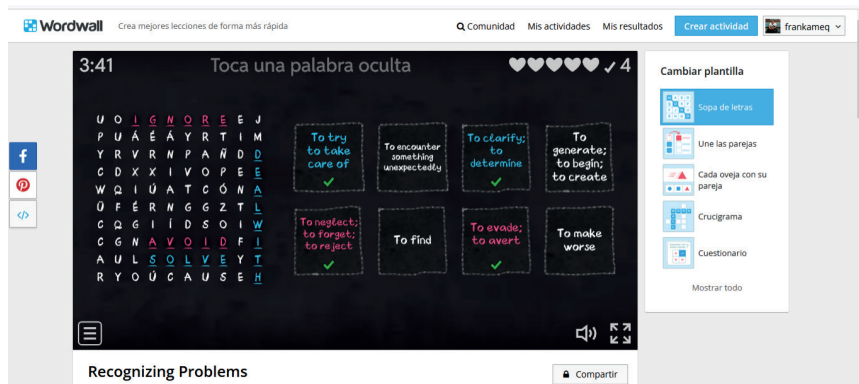 Wordwall
Crea mejores lecciones de forma más rápida
Comunidad Mis actividades Mis resultados Crear actividad frankameq
3:41 Toca una palabra oculta 4
U O I G N O R E E J
P U Á É Á Y R T I M
Y R V R N P A Ñ D D
C D X X I V O P E E
W Q I Ú A T C Ó N A
Ü F É R N G G Z T L
C Q G I Í D S O I W
C G N A V O I D F I
A U L S O L V E Y T
R Y O Ú C A U S E H
To try
to take
care of
To encounter
something
unexpectedly
To clarify;
to
determine
To
generate;
to begin;
to create
To neglect;
to forget;
to reject
To find
To evade;
to avert
To make
worse
Cambiar plantilla
Sopa de letras
Une las parejas
Cada oveja con su
pareja
Crucigrama
Cuestionario
Mostrar todo
Recognizing Problems
Compartir